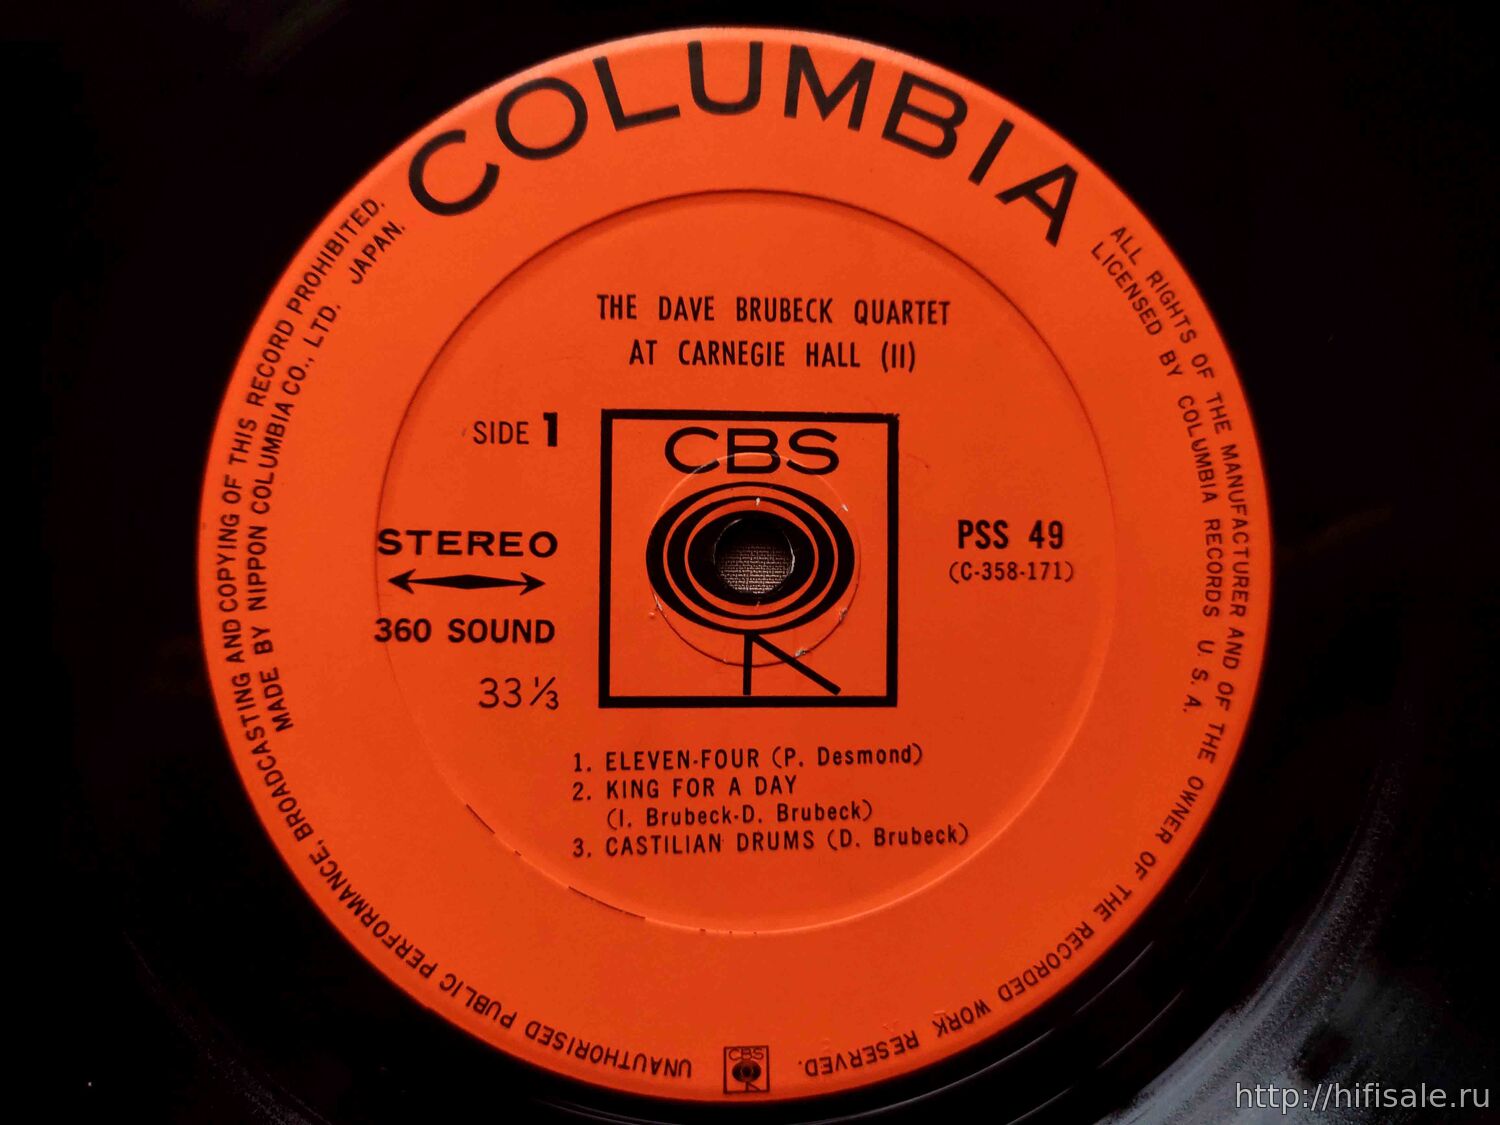 COLUMBIA
THE DAVE BRUBECK QUARTET
AT CARNEGIE HALL (II)
SIDE 1
CBS
STEREO
360 SOUND
33 ⅓
PSS 49
(C-358-171)
1. ELEVEN-FOUR (P. Desmond)
2. KING FOR A DAY
(I. Brubeck-D. Brubeck)
3. CASTILIAN DRUMS (D. Brubeck)
ALL RIGHTS OF THE MANUFACTURER AND OF THE OWNER OF THE RECORDED WORK RESERVED.
LICENSED BY COLUMBIA RECORDS U. S. A.
UNAUTHORISED PUBLIC PERFORMANCE, BROADCASTING AND COPYING OF THIS RECORD PROHIBITED.
MADE BY NIPPON COLUMBIA CO., LTD. JAPAN.
CBS
http://hifisale.ru